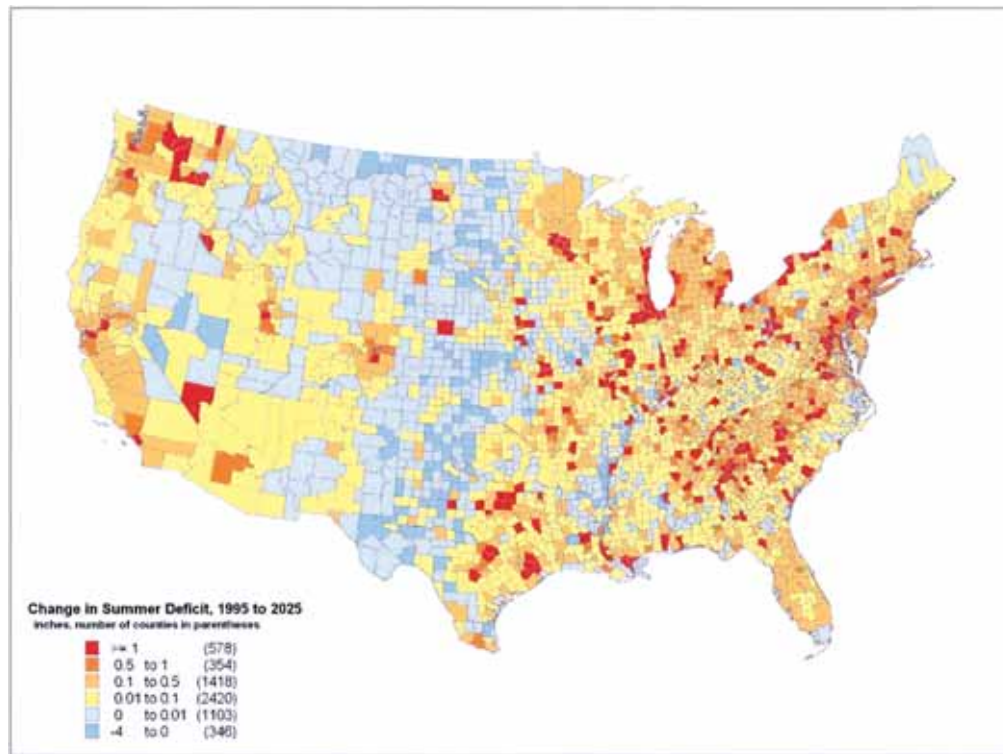 Change in Summer Deficit, 1995 to 2025
inches, number of counties in parentheses
>= 1 (578)
0.5 to 1 (354)
0.1 to 0.5 (1418)
0.01 to 0.1 (2420)
0 to 0.01 (1103)
-4 to 0 (346)